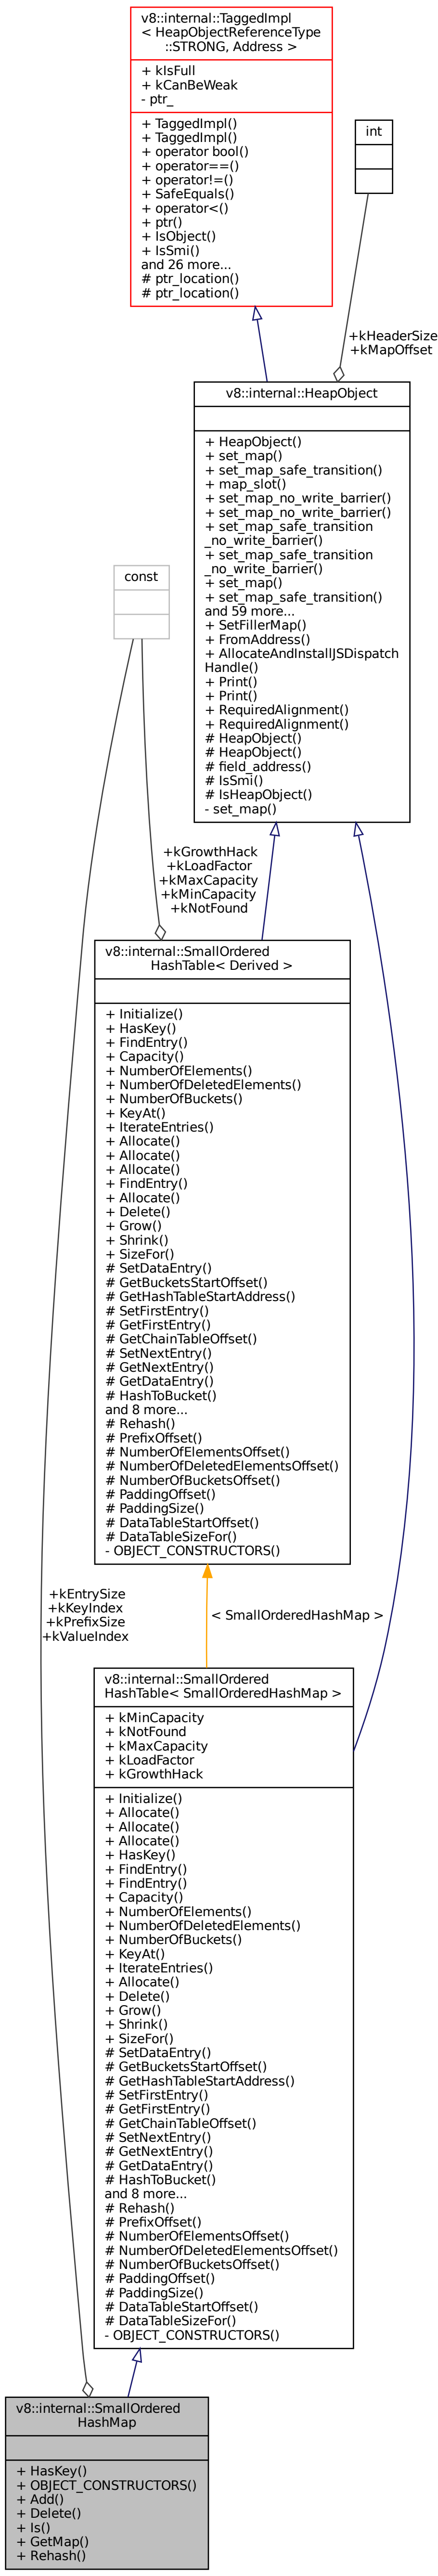 v8::internal::TaggedImpl
< HeapObjectReferenceType
::STRONG, Address >
+ kIsFull
+ kCanBeWeak
- ptr_
+ TaggedImpl()
+ TaggedImpl()
+ operator bool()
+ operator==()
+ operator!=()
+ SafeEquals()
+ operator<()
+ ptr()
+ IsObject()
+ IsSmi()
and 26 more...
# ptr_location()
# ptr_location()
int
+kHeaderSize
+kMapOffset
v8::internal::HeapObject
+ HeapObject()
+ set_map()
+ set_map_safe_transition()
+ map_slot()
+ set_map_no_write_barrier()
+ set_map_no_write_barrier()
+ set_map_safe_transition
_no_write_barrier()
+ set_map_safe_transition
_no_write_barrier()
+ set_map()
+ set_map_safe_transition()
and 59 more...
+ SetFillerMap()
+ FromAddress()
+ AllocateAndInstallJSDispatch
Handle()
+ Print()
+ Print()
+ RequiredAlignment()
+ RequiredAlignment()
# HeapObject()
# HeapObject()
# field_address()
# IsSmi()
# IsHeapObject()
- set_map()
const
+kGrowthHack
+kLoadFactor
+kMaxCapacity
+kMinCapacity
+kNotFound
v8::internal::SmallOrdered
HashTable< Derived >
+ Initialize()
+ HasKey()
+ FindEntry()
+ Capacity()
+ NumberOfElements()
+ NumberOfDeletedElements()
+ NumberOfBuckets()
+ KeyAt()
+ IterateEntries()
+ Allocate()
+ Allocate()
+ Allocate()
+ FindEntry()
+ Allocate()
+ Delete()
+ Grow()
+ Shrink()
+ SizeFor()
# SetDataEntry()
# GetBucketsStartOffset()
# GetHashTableStartAddress()
# SetFirstEntry()
# GetFirstEntry()
# GetChainTableOffset()
# SetNextEntry()
# GetNextEntry()
# GetDataEntry()
# HashToBucket()
and 8 more...
# Rehash()
# PrefixOffset()
# NumberOfElementsOffset()
# NumberOfDeletedElementsOffset()
# NumberOfBucketsOffset()
# PaddingOffset()
# PaddingSize()
# DataTableStartOffset()
# DataTableSizeFor()
- OBJECT_CONSTRUCTORS()
+kEntrySize
+kKeyIndex
+kPrefixSize
+kValueIndex
< SmallOrderedHashMap >
v8::internal::SmallOrdered
HashTable< SmallOrderedHashMap >
+ kMinCapacity
+ kNotFound
+ kMaxCapacity
+ kLoadFactor
+ kGrowthHack
+ Initialize()
+ Allocate()
+ Allocate()
+ Allocate()
+ HasKey()
+ FindEntry()
+ FindEntry()
+ Capacity()
+ NumberOfElements()
+ NumberOfDeletedElements()
+ NumberOfBuckets()
+ KeyAt()
+ IterateEntries()
+ Allocate()
+ Delete()
+ Grow()
+ Shrink()
+ SizeFor()
# SetDataEntry()
# GetBucketsStartOffset()
# GetHashTableStartAddress()
# SetFirstEntry()
# GetFirstEntry()
# GetChainTableOffset()
# SetNextEntry()
# GetNextEntry()
# GetDataEntry()
# HashToBucket()
and 8 more...
# Rehash()
# PrefixOffset()
# NumberOfElementsOffset()
# NumberOfDeletedElementsOffset()
# NumberOfBucketsOffset()
# PaddingOffset()
# PaddingSize()
# DataTableStartOffset()
# DataTableSizeFor()
- OBJECT_CONSTRUCTORS()
v8::internal::SmallOrdered
HashMap
+ HasKey()
+ OBJECT_CONSTRUCTORS()
+ Add()
+ Delete()
+ Is()
+ GetMap()
+ Rehash()